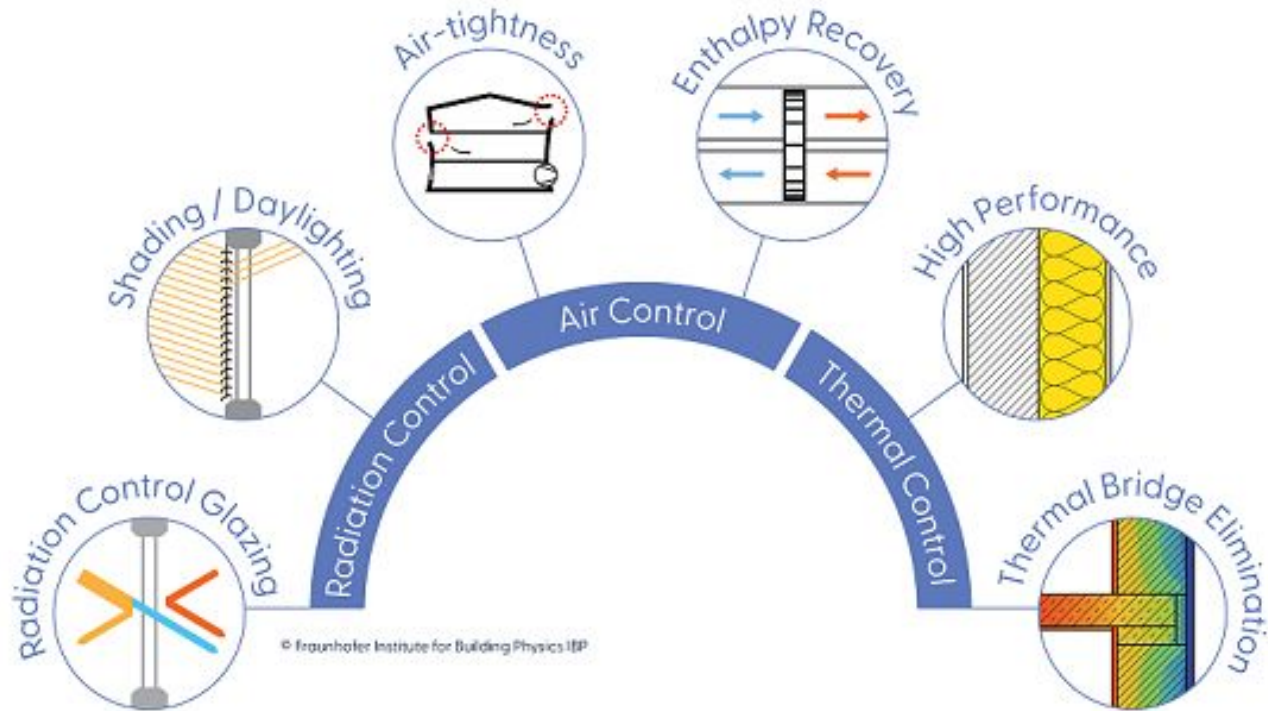 Air-tightness
Enthalpy Recovery
Shading / Daylighting
High Performance
Air Control
Radiation Control
Thermal Control
Radiation Control Glazing
Thermal Bridge Elimination
© Fraunhofer Institute for Building Physics IBP